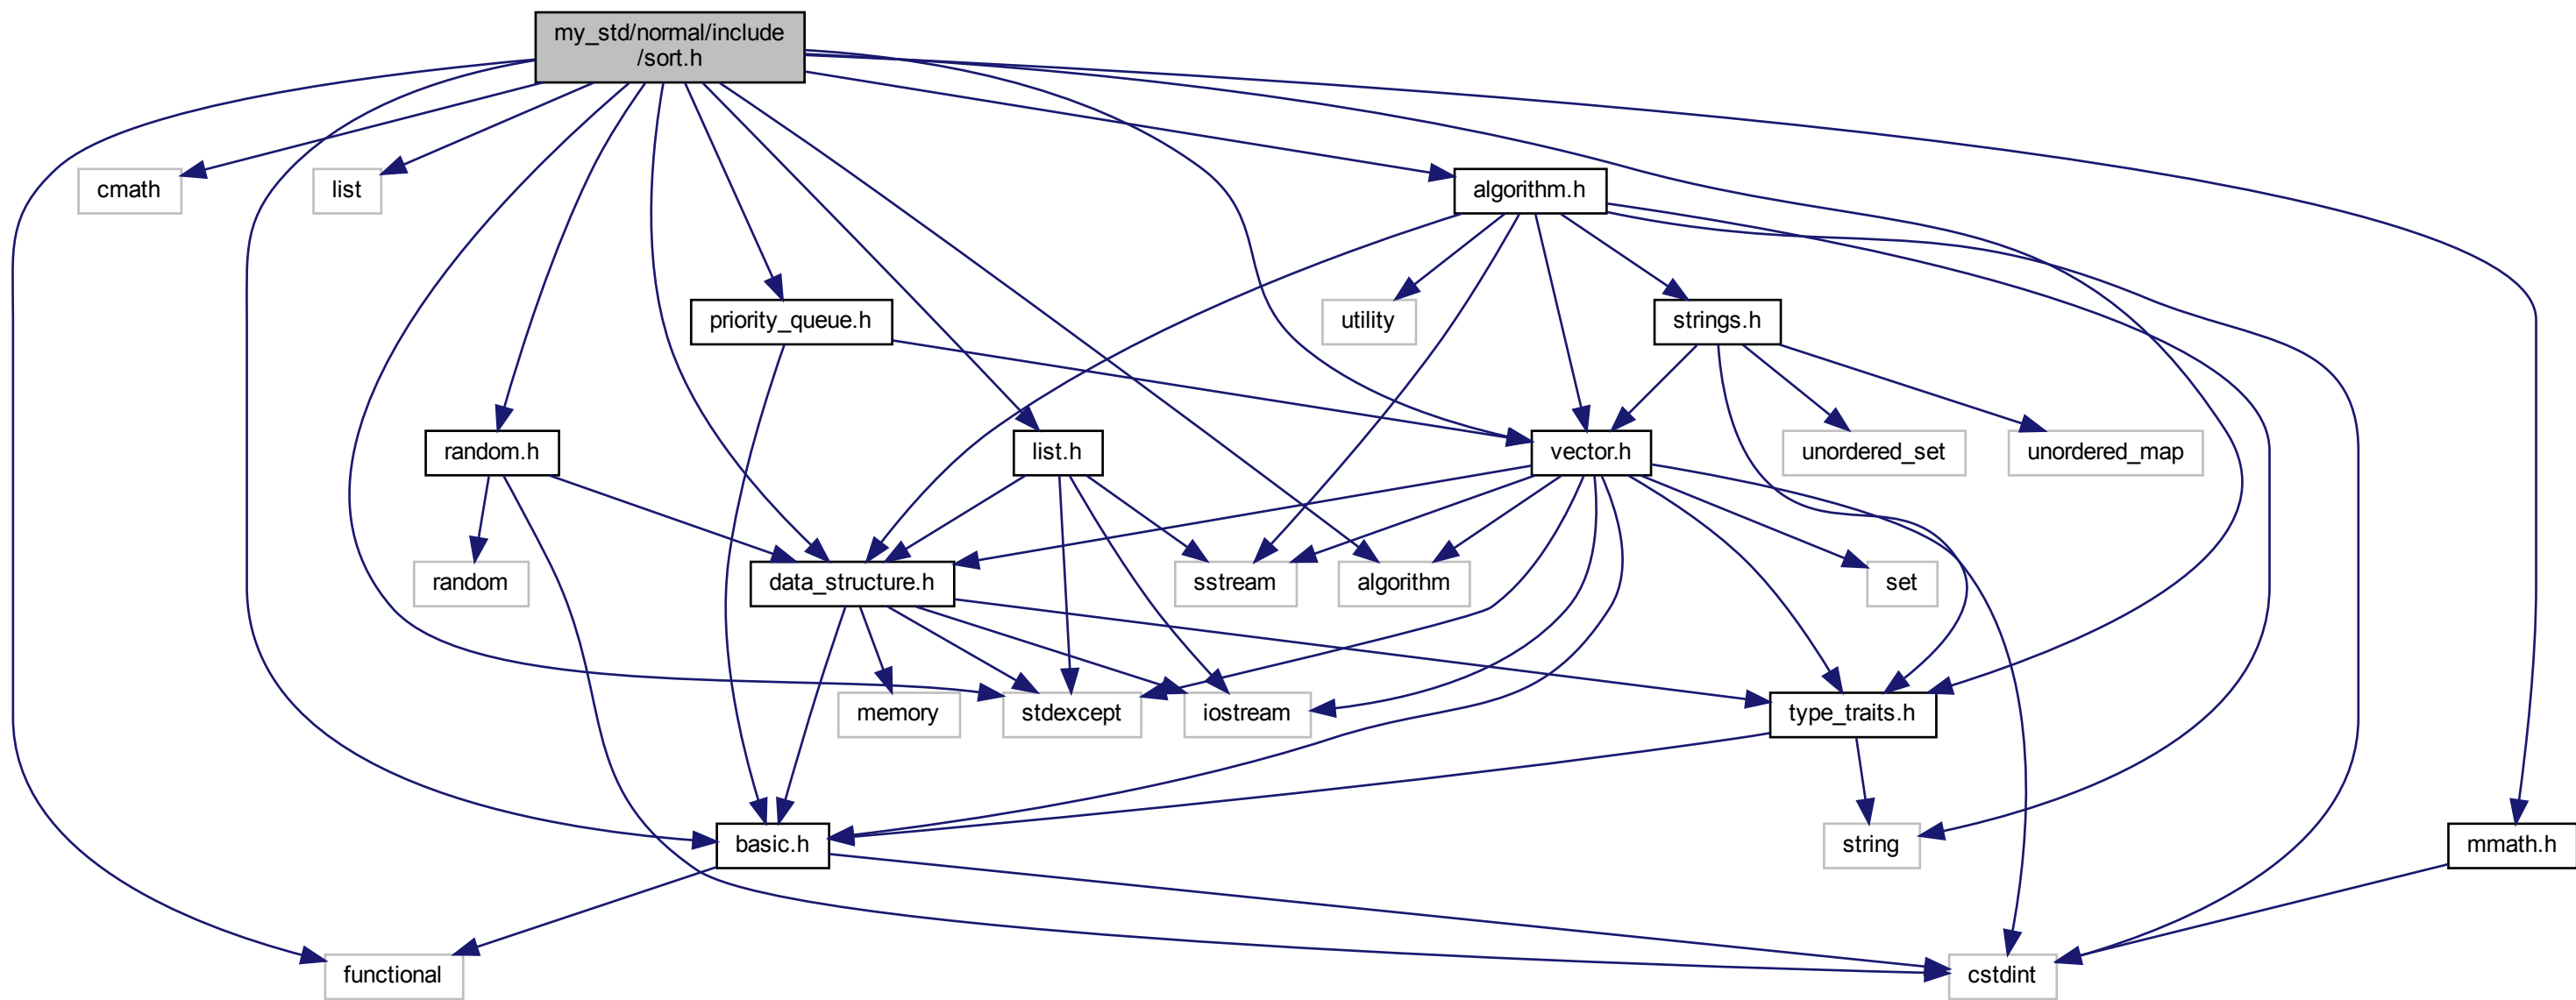 my_std/normal/include
/sort.h
cmath
list
algorithm.h
priority_queue.h
utility
strings.h
random.h
list.h
vector.h
unordered_set
unordered_map
random
data_structure.h
sstream
algorithm
set
memory
stdexcept
iostream
type_traits.h
basic.h
string
mmath.h
functional
cstdint